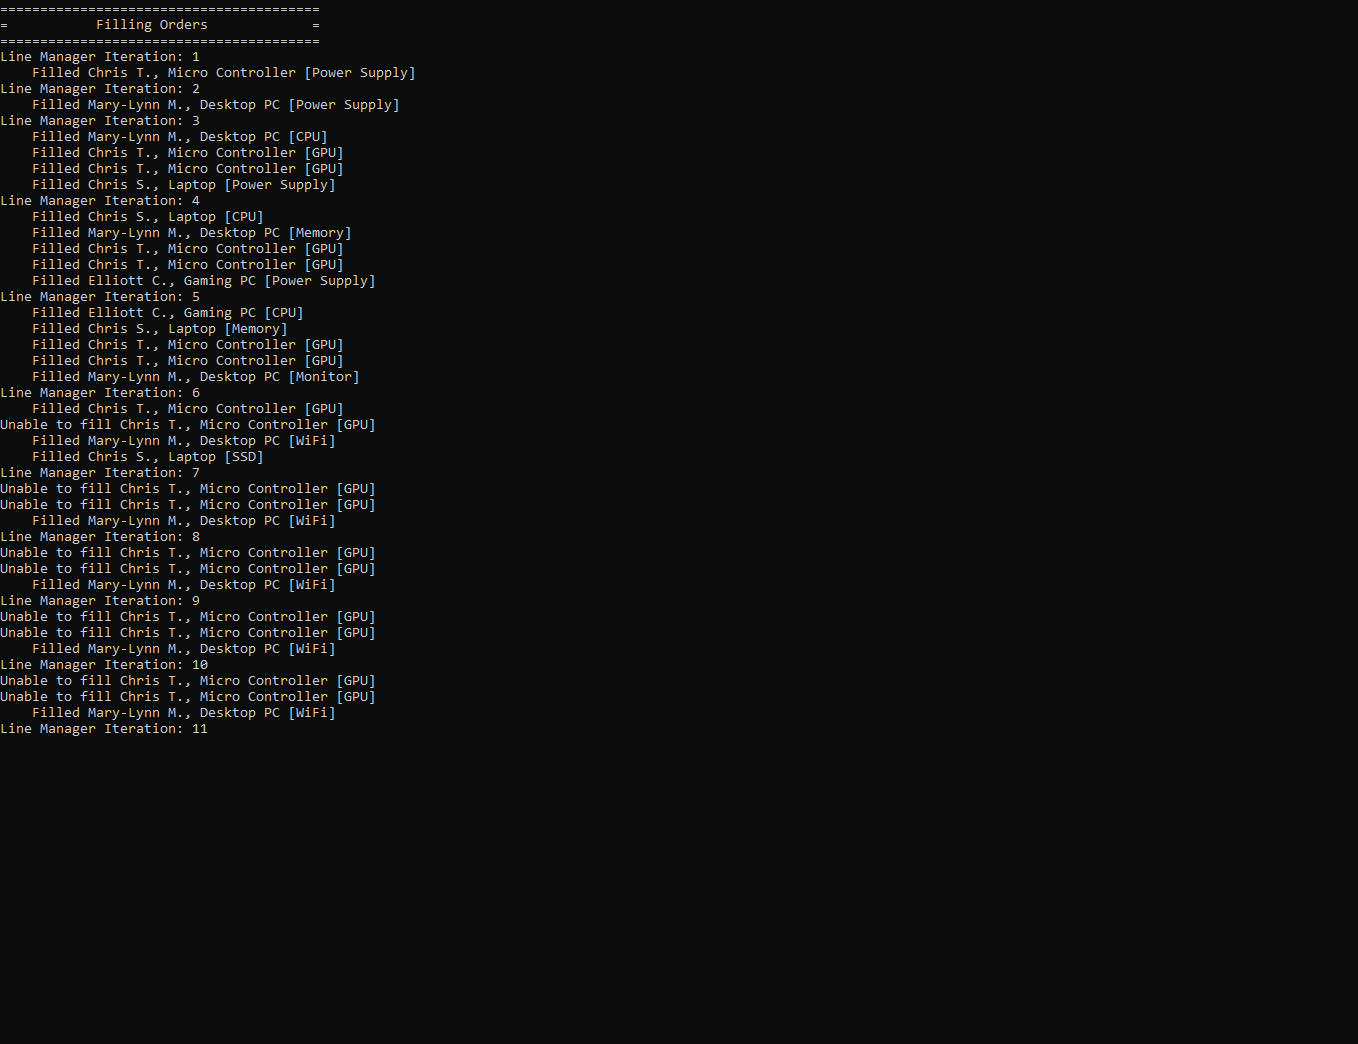 ========================================
=           Filling Orders             =
========================================
Line Manager Iteration: 1
    Filled Chris T., Micro Controller [Power Supply]
Line Manager Iteration: 2
    Filled Mary-Lynn M., Desktop PC [Power Supply]
Line Manager Iteration: 3
    Filled Mary-Lynn M., Desktop PC [CPU]
    Filled Chris T., Micro Controller [GPU]
    Filled Chris T., Micro Controller [GPU]
    Filled Chris S., Laptop [Power Supply]
Line Manager Iteration: 4
    Filled Chris S., Laptop [CPU]
    Filled Mary-Lynn M., Desktop PC [Memory]
    Filled Chris T., Micro Controller [GPU]
    Filled Chris T., Micro Controller [GPU]
    Filled Elliott C., Gaming PC [Power Supply]
Line Manager Iteration: 5
    Filled Elliott C., Gaming PC [CPU]
    Filled Chris S., Laptop [Memory]
    Filled Chris T., Micro Controller [GPU]
    Filled Chris T., Micro Controller [GPU]
    Filled Mary-Lynn M., Desktop PC [Monitor]
Line Manager Iteration: 6
    Filled Chris T., Micro Controller [GPU]
Unable to fill Chris T., Micro Controller [GPU]
    Filled Mary-Lynn M., Desktop PC [WiFi]
    Filled Chris S., Laptop [SSD]
Line Manager Iteration: 7
Unable to fill Chris T., Micro Controller [GPU]
Unable to fill Chris T., Micro Controller [GPU]
    Filled Mary-Lynn M., Desktop PC [WiFi]
Line Manager Iteration: 8
Unable to fill Chris T., Micro Controller [GPU]
Unable to fill Chris T., Micro Controller [GPU]
    Filled Mary-Lynn M., Desktop PC [WiFi]
Line Manager Iteration: 9
Unable to fill Chris T., Micro Controller [GPU]
Unable to fill Chris T., Micro Controller [GPU]
    Filled Mary-Lynn M., Desktop PC [WiFi]
Line Manager Iteration: 10
Unable to fill Chris T., Micro Controller [GPU]
Unable to fill Chris T., Micro Controller [GPU]
    Filled Mary-Lynn M., Desktop PC [WiFi]
Line Manager Iteration: 11